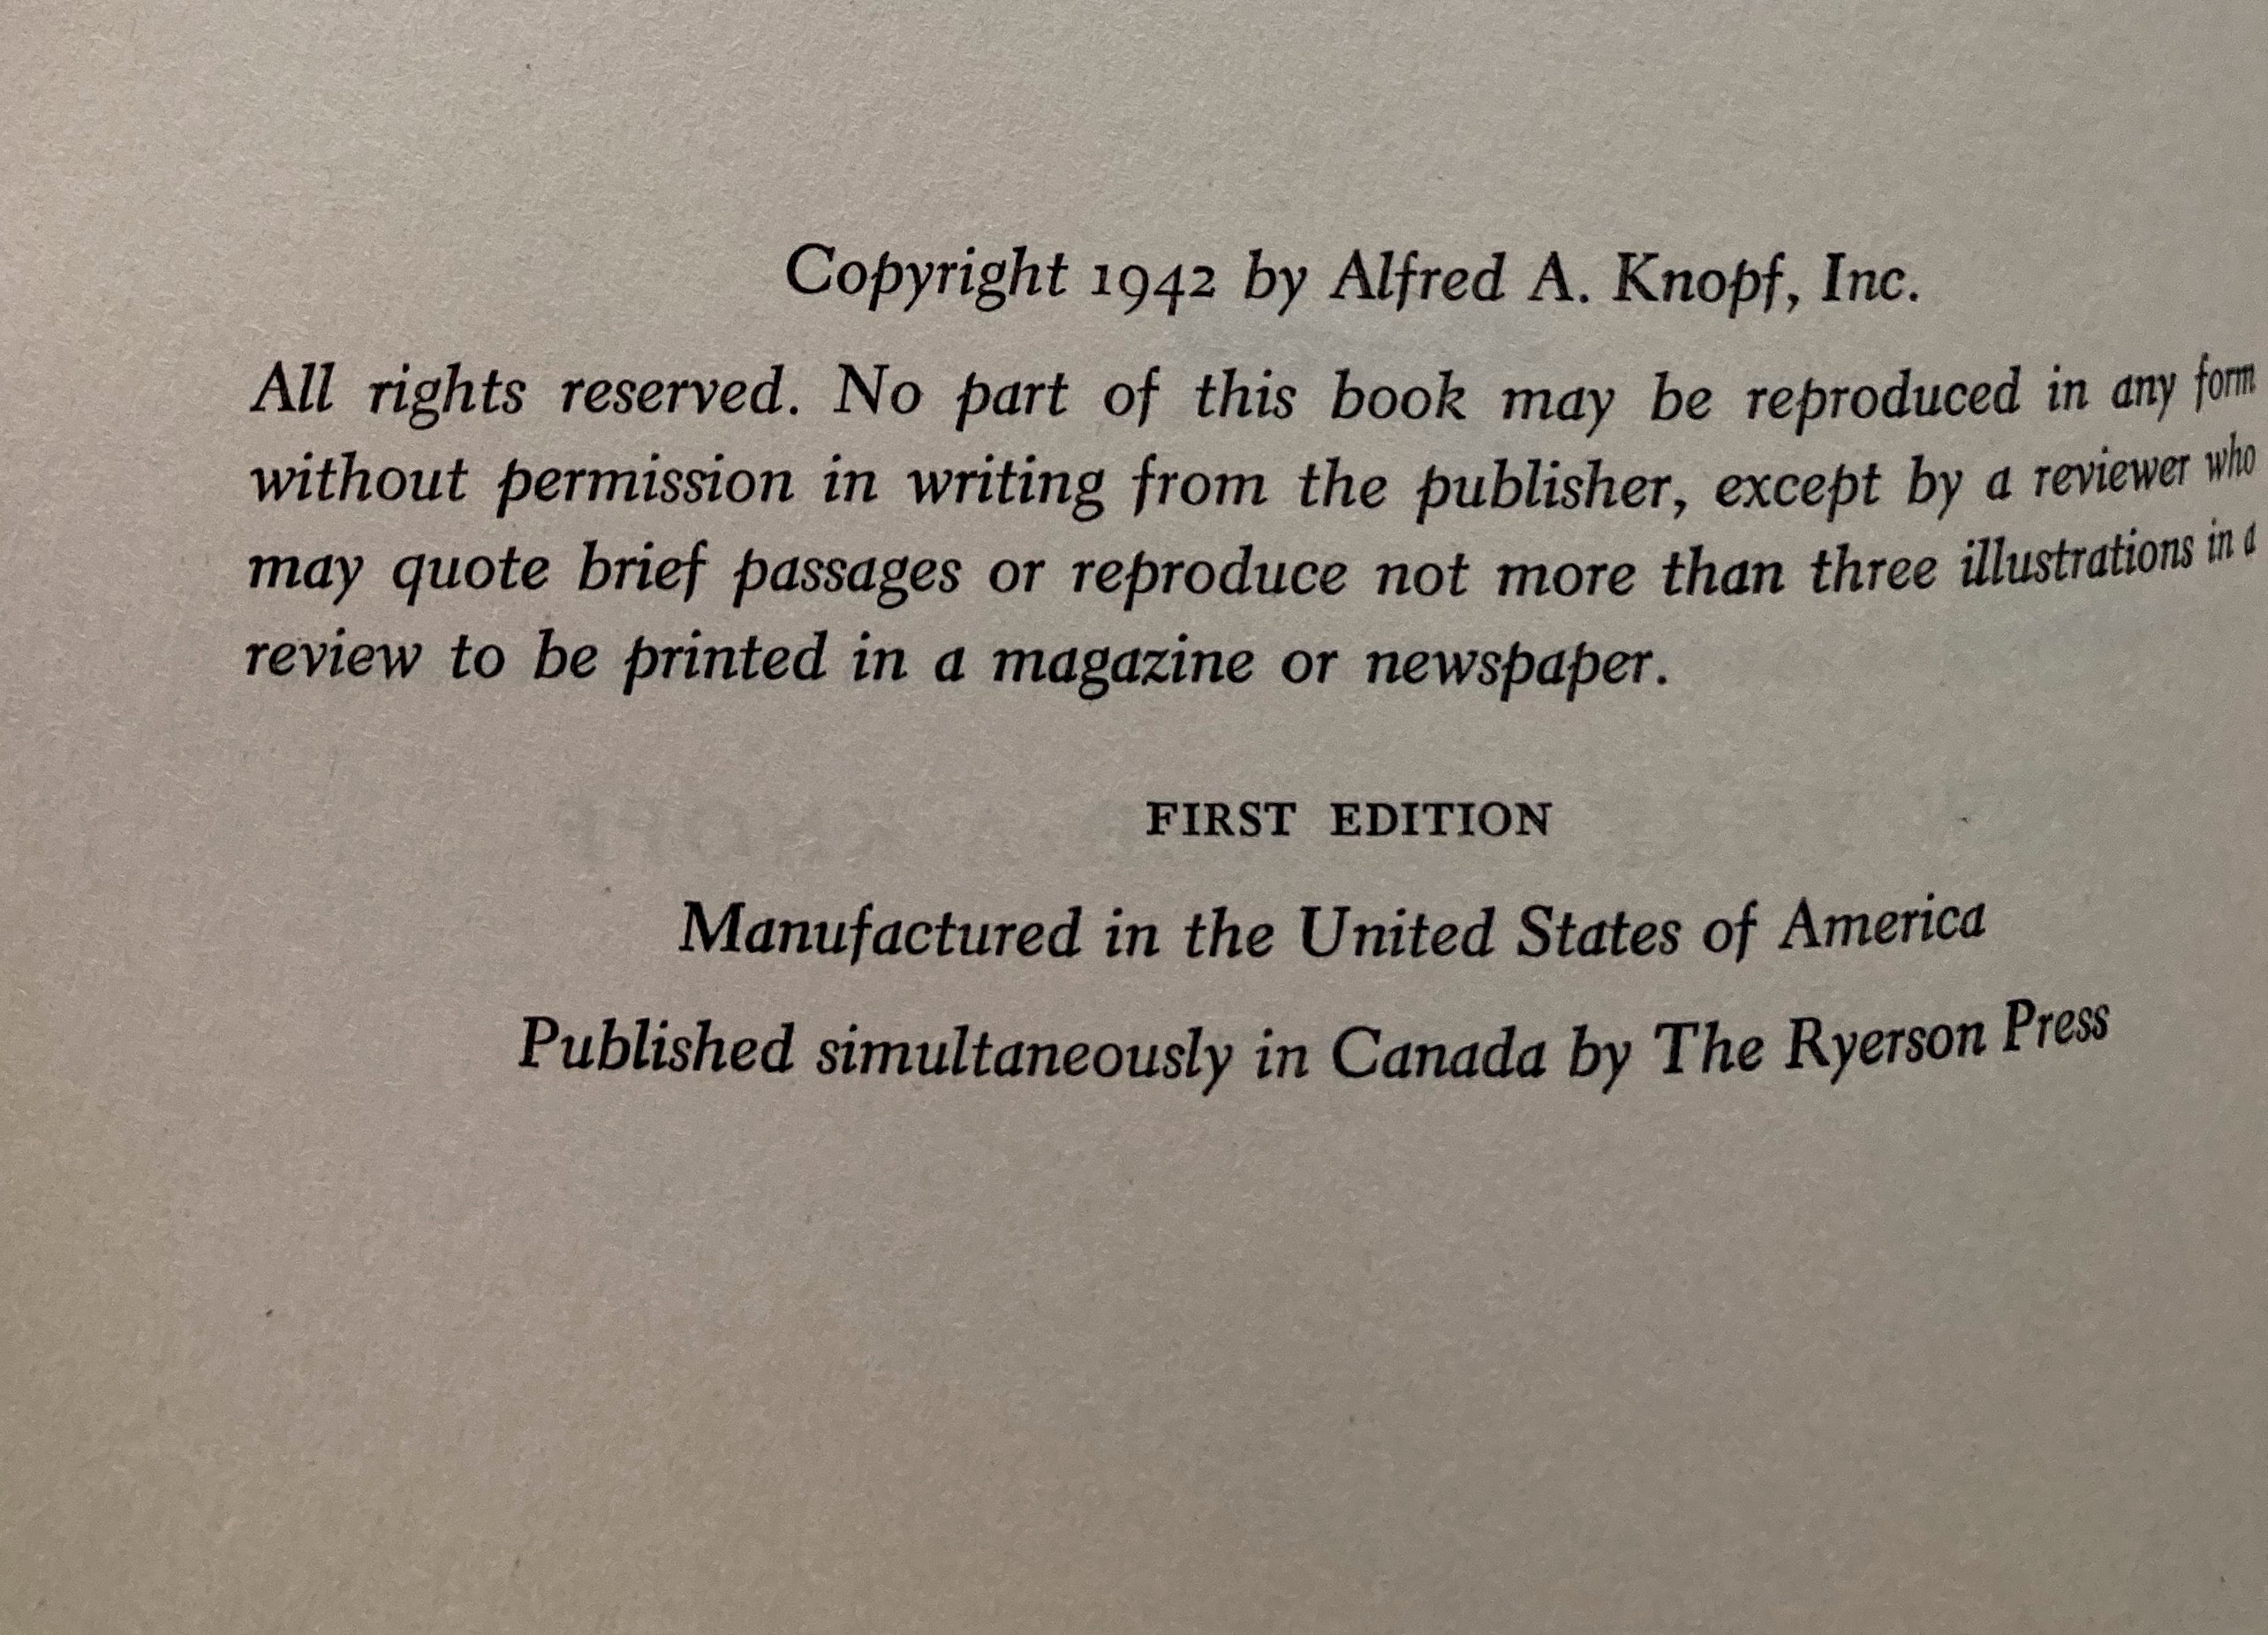 Copyright 1942 by Alfred A. Knopf, Inc.
All rights reserved. No part of this book may be reproduced in any form
without permission in writing from the publisher, except by a reviewer who
may quote brief passages or reproduce not more than three illustrations in a
review to be printed in a magazine or newspaper.
FIRST EDITION
Manufactured in the United States of America
Published simultaneously in Canada by The Ryerson Press